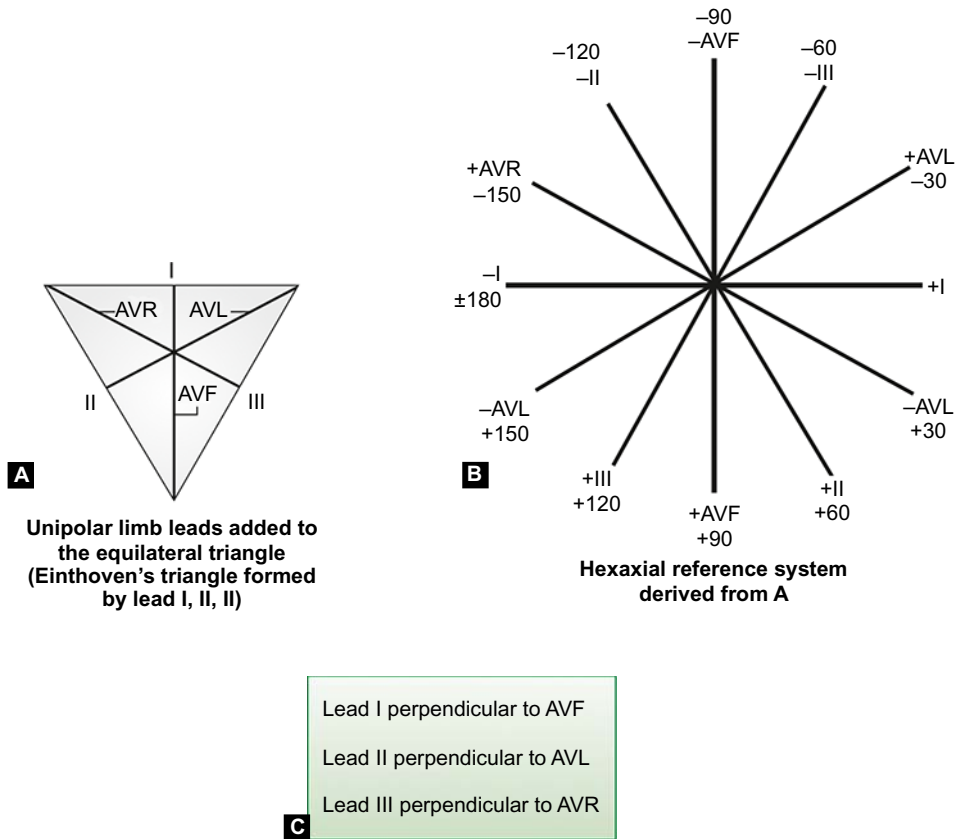 I
AVR
AVL
II
AVF
III
A
Unipolar limb leads added to
the equilateral triangle
(Einthoven's triangle formed
by lead I, II, II)
–90
–AVF
–120
–II
–60
–III
+AVR
–150
+AVL
–30
–I
±180
+I
–AVL
+150
–AVL
+30
+III
+120
+II
+60
+AVF
+90
B
Hexaxial reference system
derived from A
Lead I perpendicular to AVF
Lead II perpendicular to AVL
Lead III perpendicular to AVR
C